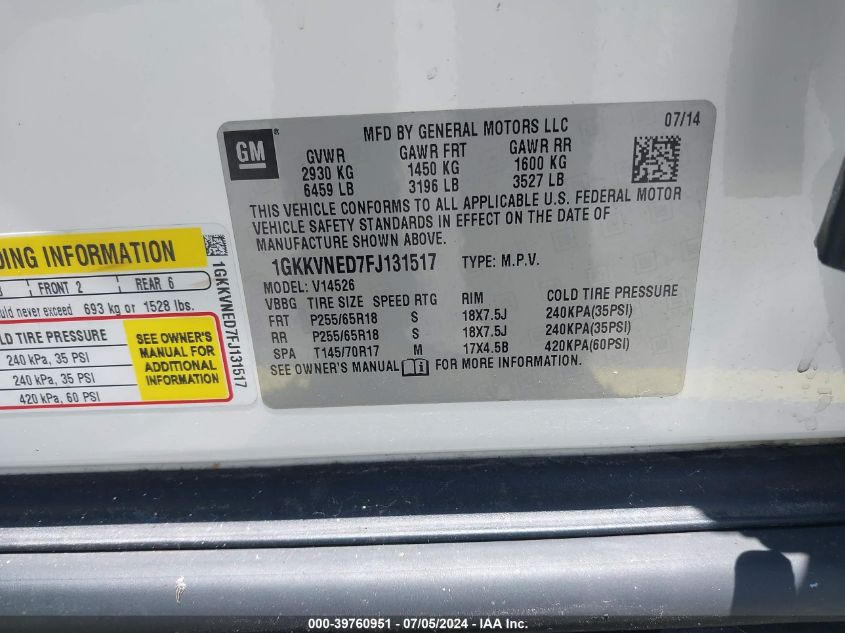 GM
®
MFD BY GENERAL MOTORS LLC 07/14
GVWR GAWR FRT GAWR RR
2930 KG 1450 KG 1600 KG
6459 LB 3196 LB 3527 LB
THIS VEHICLE CONFORMS TO ALL APPLICABLE U.S. FEDERAL MOTOR
VEHICLE SAFETY STANDARDS IN EFFECT ON THE DATE OF
MANUFACTURE SHOWN ABOVE.
1GKKVNED7FJ131517 TYPE: M.P.V.
MODEL: V14526
VBBG TIRE SIZE SPEED RTG RIM COLD TIRE PRESSURE
FRT P255/65R18 S 18X7.5J 240KPA(35PSI)
RR P255/65R18 S 18X7.5J 240KPA(35PSI)
SPA T145/70R17 M 17X4.5B 420KPA(60PSI)
SEE OWNER'S MANUAL FOR MORE INFORMATION.
DING INFORMATION
FRONT 2 REAR 6
uld never exceed 693 kg or 1528 lbs.
LD TIRE PRESSURE
240 kPa, 35 PSI
240 kPa, 35 PSI
420 kPa, 60 PSI
SEE OWNER'S
MANUAL FOR
ADDITIONAL
INFORMATION
1GKKVNED7FJ131517
000-39760951 - 07/05/2024 - IAA Inc.